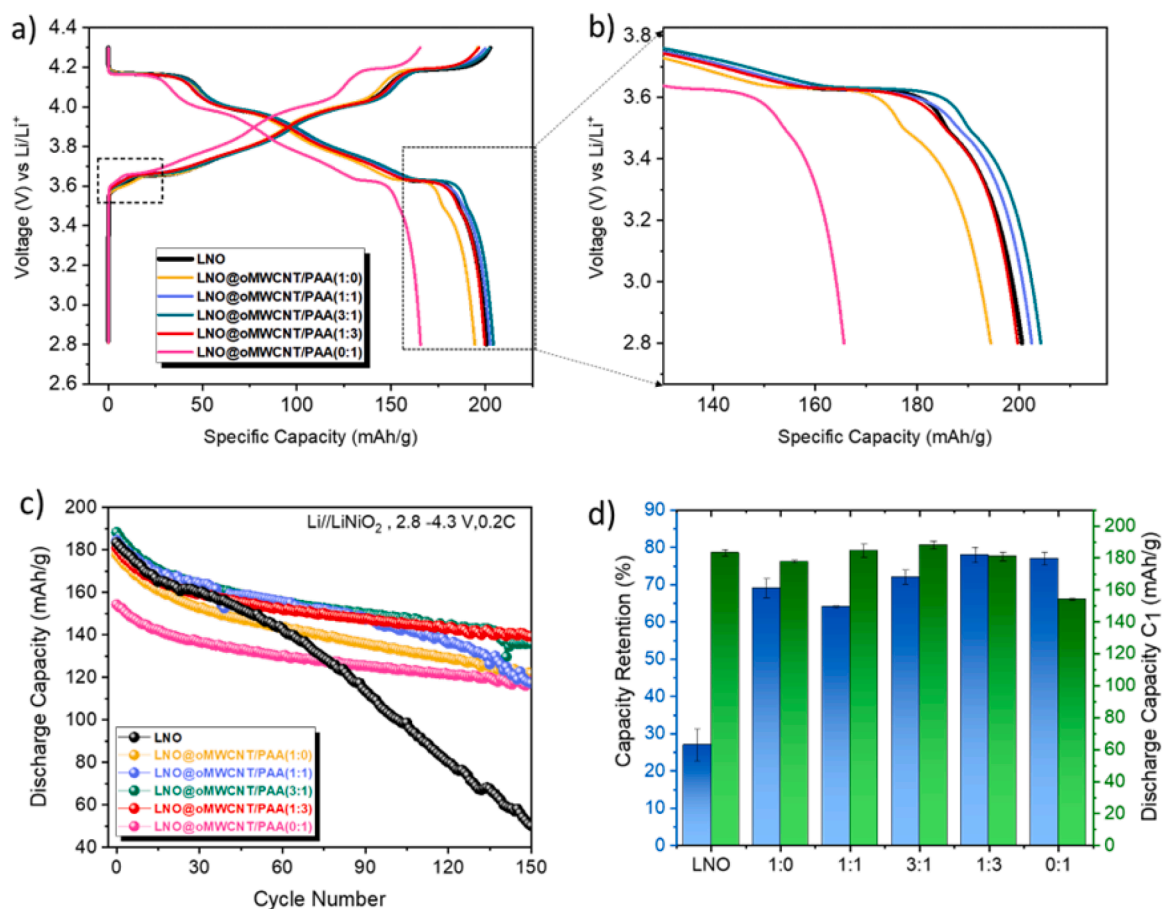 a)
4.4
4.2
4.0
3.8
3.6
3.4
3.2
3.0
2.8
2.6
Voltage (V) vs Li/Li⁺
LNO
LNO@oMWCNT/PAA(1:0)
LNO@oMWCNT/PAA(1:1)
LNO@oMWCNT/PAA(3:1)
LNO@oMWCNT/PAA(1:3)
LNO@oMWCNT/PAA(0:1)
0 50 100 150 200
Specific Capacity (mAh/g)
b)
3.8
3.6
3.4
3.2
3.0
2.8
Voltage (V) vs Li/Li⁺
140 160 180 200
Specific Capacity (mAh/g)
c)
200
180
160
140
120
100
80
60
40
Discharge Capacity (mAh/g)
Li//LiNiO₂ , 2.8 -4.3 V,0.2C
LNO
LNO@oMWCNT/PAA(1:0)
LNO@oMWCNT/PAA(1:1)
LNO@oMWCNT/PAA(3:1)
LNO@oMWCNT/PAA(1:3)
LNO@oMWCNT/PAA(0:1)
0 30 60 90 120 150
Cycle Number
d)
90
80
70
60
50
40
30
20
10
0
Capacity Retention (%)
LNO 1:0 1:1 3:1 1:3 0:1
200
180
160
140
120
100
80
60
40
20
0
Discharge Capacity C₁ (mAh/g)